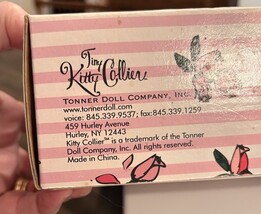 Tiny
Kitty Collier
TONNER DOLL COMPANY, INC.
www.tonnerdoll.com
voice: 845.339.9537; fax:845.339.1259
459 Hurley Avenue
Hurley, NY 12443
Kitty Collier™ is a trademark of the Tonner
Doll Company, Inc. All rights reserved.
Made in China.